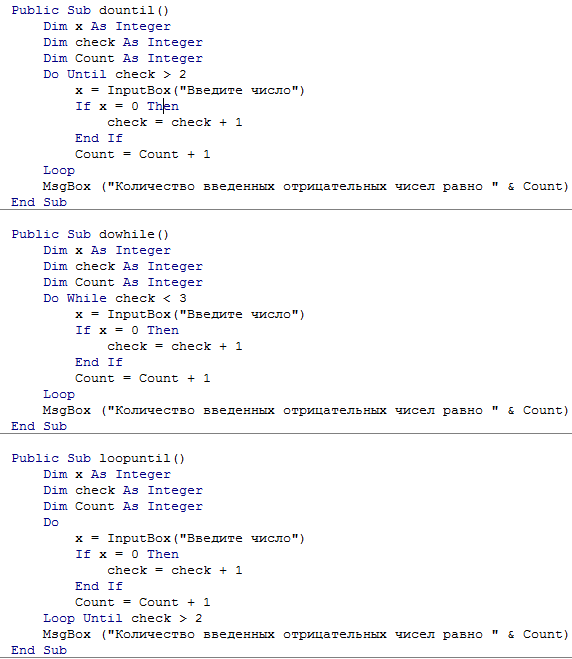 Public Sub dountil()
    Dim x As Integer
    Dim check As Integer
    Dim Count As Integer
    Do Until check > 2
        x = InputBox("Введите число")
        If x = 0 Then
            check = check + 1
        End If
        Count = Count + 1
    Loop
    MsgBox ("Количество введенных отрицательных чисел равно " & Count)
End Sub
Public Sub dowhile()
    Dim x As Integer
    Dim check As Integer
    Dim Count As Integer
    Do While check < 3
        x = InputBox("Введите число")
        If x = 0 Then
            check = check + 1
        End If
        Count = Count + 1
    Loop
    MsgBox ("Количество введенных отрицательных чисел равно " & Count)
End Sub
Public Sub loopuntil()
    Dim x As Integer
    Dim check As Integer
    Dim Count As Integer
    Do
        x = InputBox("Введите число")
        If x = 0 Then
            check = check + 1
        End If
        Count = Count + 1
    Loop Until check > 2
    MsgBox ("Количество введенных отрицательных чисел равно " & Count)
End Sub